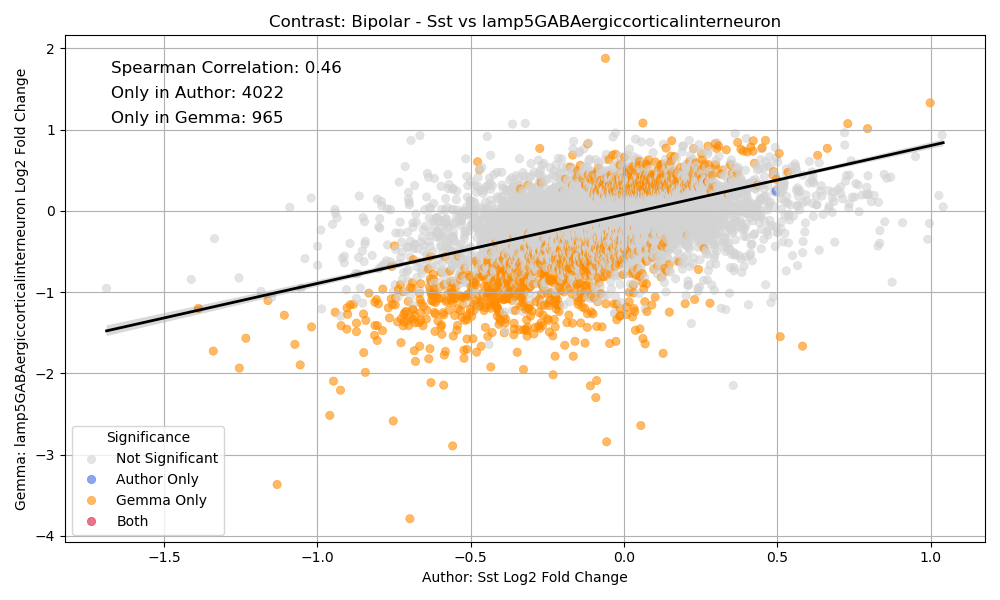 Contrast: Bipolar - Sst vs lamp5GABAergiccorticalinterneuron
Spearman Correlation: 0.46
Only in Author: 4022
Only in Gemma: 965
Gemma: lamp5GABAergiccorticalinterneuron Log2 Fold Change
2
1
0
−1
−2
−3
−4
Significance
Not Significant
Author Only
Gemma Only
Both
−1.5
−1.0
−0.5
0.0
0.5
1.0
Author: Sst Log2 Fold Change